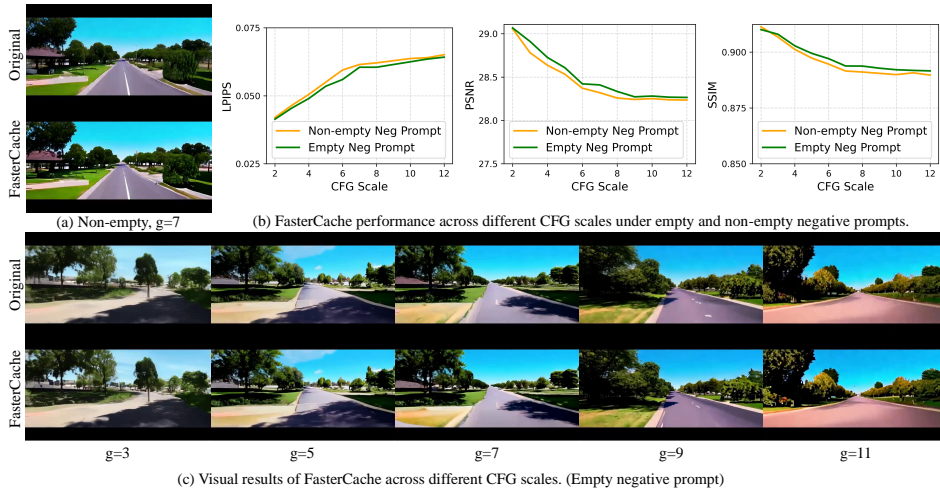 Original
FasterCache
(a) Non-empty, g=7
0.075
0.050
0.025
LPIPS
Non-empty Neg Prompt
Empty Neg Prompt
2 4 6 8 10 12
CFG Scale
29.0
28.5
28.0
27.5
PSNR
Non-empty Neg Prompt
Empty Neg Prompt
2 4 6 8 10 12
CFG Scale
0.900
0.875
0.850
SSIM
Non-empty Neg Prompt
Empty Neg Prompt
2 4 6 8 10 12
CFG Scale
(b) FasterCache performance across different CFG scales under empty and non-empty negative prompts.
Original
FasterCache
g=3 g=5 g=7 g=9 g=11
(c) Visual results of FasterCache across different CFG scales. (Empty negative prompt)